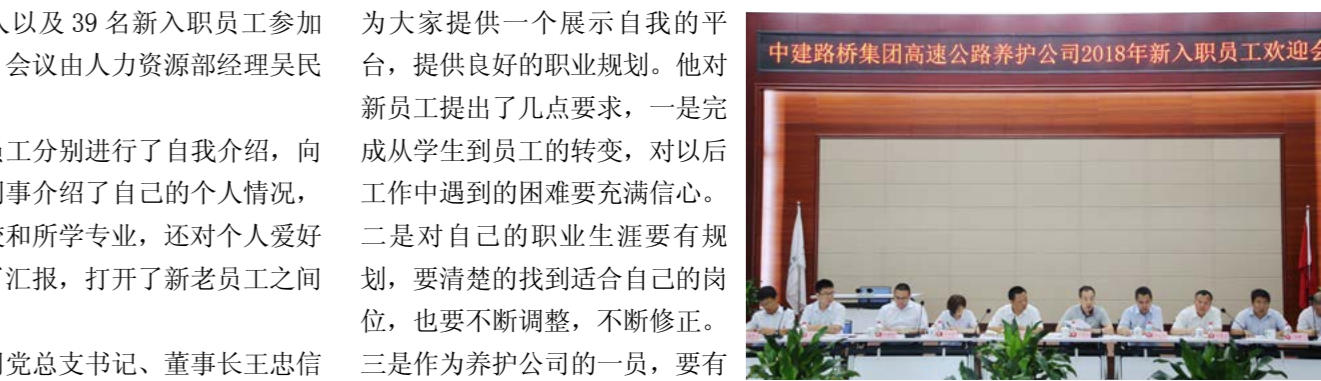 人以及 39 名新入职员工参加
会议由人力资源部经理吴民
员工分别进行了自我介绍，向
同事介绍了自己的个人情况，
校和所学专业，还对个人爱好
了汇报，打开了新老员工之间
司党总支书记、董事长王忠信
为大家提供一个展示自我的平
台，提供良好的职业规划。他对
新员工提出了几点要求，一是完
成从学生到员工的转变，对以后
工作中遇到的困难要充满信心。
二是对自己的职业生涯要有规
划，要清楚的找到适合自己的岗
位，也要不断调整，不断修正。
三是作为养护公司的一员，要有
中建路桥集团高速公路养护公司2018年新入职员工欢迎会